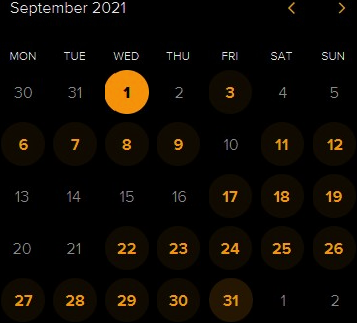 September 2021
MON TUE WED THU FRI SAT SUN
30 31 1 2 3 4 5
6 7 8 9 10 11 12
13 14 15 16 17 18 19
20 21 22 23 24 25 26
27 28 29 30 31 1 2